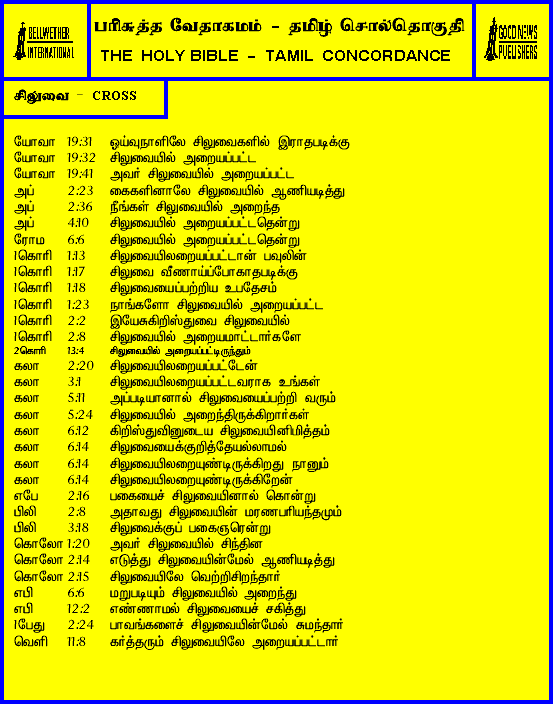 BELLWETHER
INTERNATIONAL
பரிசுத்த வேதாகமம் - தமிழ் சொல்தொகுதி
THE HOLY BIBLE - TAMIL CONCORDANCE
GOOD NEWS
PUBLISHERS
சிலுவை - CROSS
யோவா 19:31 ஓய்வுநாளிலே சிலுவைகளில் இராதபடிக்கு
யோவா 19:32 சிலுவையில் அறையப்பட்ட
யோவா 19:41 அவர் சிலுவையில் அறையப்பட்ட
அப் 2:23 கைகளினாலே சிலுவையில் ஆணியடித்து
அப் 2:36 நீங்கள் சிலுவையில் அறைந்த
அப் 4:10 சிலுவையில் அறையப்பட்டதென்று
ரோம 6:6 சிலுவையில் அறையப்பட்டதென்று
1கொரி 1:13 சிலுவையிலறையப்பட்டான் பவுலின்
1கொரி 1:17 சிலுவை வீணாய்ப்போகாதபடிக்கு
1கொரி 1:18 சிலுவையைப்பற்றிய உபதேசம்
1கொரி 1:23 நாங்களோ சிலுவையில் அறையப்பட்ட
1கொரி 2:2 இயேசுகிறிஸ்துவை சிலுவையில்
1கொரி 2:8 சிலுவையில் அறையமாட்டார்களே
2கொரி 13:4 சிலுவையில் அறையப்பட்டிருந்தும்
கலா 2:20 சிலுவையிலறையப்பட்டேன்
கலா 3:1 சிலுவையிலறையப்பட்டவராக உங்கள்
கலா 5:11 அப்படியானால் சிலுவையைப்பற்றி வரும்
கலா 5:24 சிலுவையில் அறைந்திருக்கிறார்கள்
கலா 6:12 கிறிஸ்துவினுடைய சிலுவையினிமித்தம்
கலா 6:14 சிலுவையைக்குறித்தேயல்லாமல்
கலா 6:14 சிலுவையிலறையுண்டிருக்கிறது நானும்
கலா 6:14 சிலுவையிலறையுண்டிருக்கிறேன்
எபே 2:16 பகையைச் சிலுவையினால் கொன்று
பிலி 2:8 அதாவது சிலுவையின் மரணபரியந்தமும்
பிலி 3:18 சிலுவைக்குப் பகைஞரென்று
கொலோ 1:20 அவர் சிலுவையில் சிந்தின
கொலோ 2:14 எடுத்து சிலுவையின்மேல் ஆணியடித்து
கொலோ 2:15 சிலுவையிலே வெற்றிசிறந்தார்
எபி 6:6 மறுபடியும் சிலுவையில் அறைந்து
எபி 12:2 எண்ணாமல் சிலுவையைச் சகித்து
1பேது 2:24 பாவங்களைச் சிலுவையின்மேல் சுமந்தார்
வெளி 11:8 கர்த்தரும் சிலுவையிலே அறையப்பட்டார்